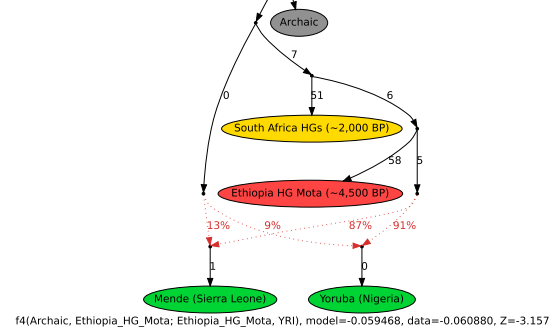 Archaic
7
0
51
6
South Africa HGs (~2,000 BP)
58
5
Ethiopia HG Mota (~4,500 BP)
13%
9%
87%
91%
1
0
Mende (Sierra Leone)
Yoruba (Nigeria)
f4(Archaic, Ethiopia_HG_Mota; Ethiopia_HG_Mota, YRI), model=-0.059468, data=-0.060880, Z=-3.157